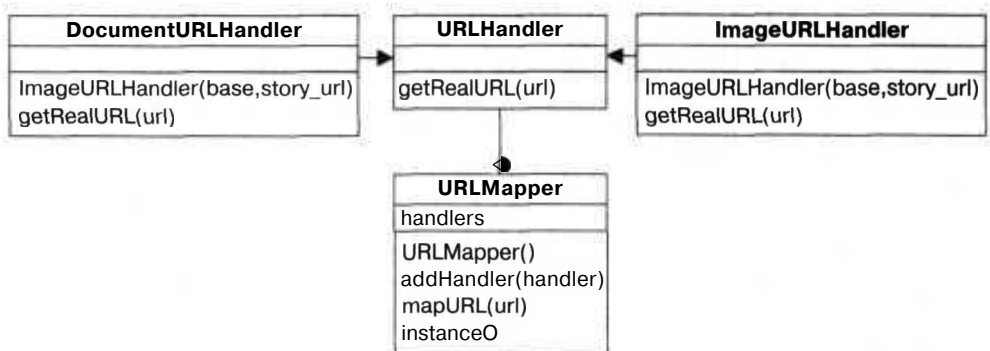 DocumentURLHandler
ImageURLHandler(base,story_url)
getRealURL(url)
URLHandler
getRealURL(url)
ImageURLHandler
ImageURLHandler(base,story_url)
getRealURL(url)
URLMapper
handlers
URLMapper()
addHandler(handler)
mapURL(url)
instanceO